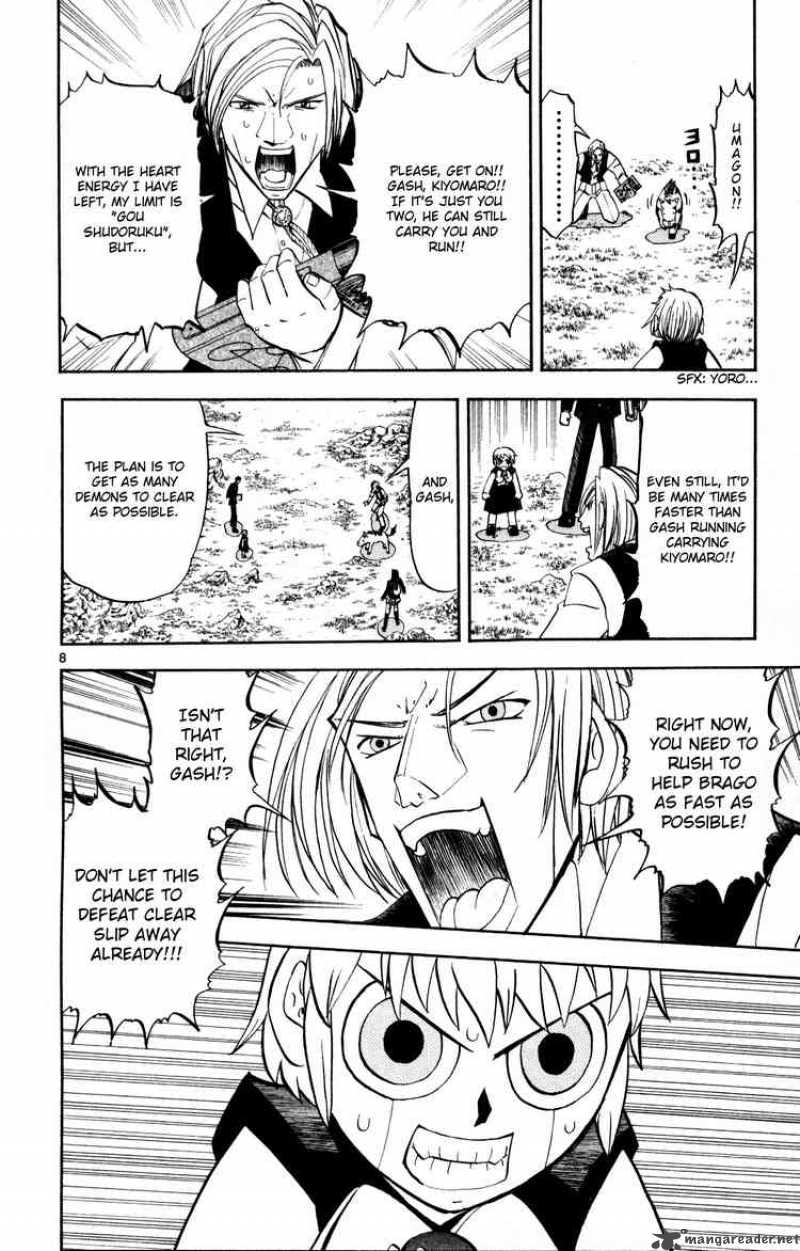 UMAGON!!
ヨロ…
…………
SFX: YORO...
PLEASE, GET ON!!
GASH, KIYOMARO!!
IF IT'S JUST YOU
TWO, HE CAN STILL
CARRY YOU AND
RUN!!
WITH THE HEART
ENERGY I HAVE
LEFT, MY LIMIT IS
"GOU
SHUDORUKU",
BUT...
EVEN STILL, IT'D
BE MANY TIMES
FASTER THAN
GASH RUNNING
CARRYING
KIYOMARO!!
AND
GASH,
THE PLAN IS TO
GET AS MANY
DEMONS TO CLEAR
AS POSSIBLE.
8
RIGHT NOW,
YOU NEED TO
RUSH TO
HELP BRAGO
AS FAST AS
POSSIBLE!
ISN'T
THAT
RIGHT,
GASH!?
DON'T LET THIS
CHANCE TO
DEFEAT CLEAR
SLIP AWAY
ALREADY!!!
mangareader.net